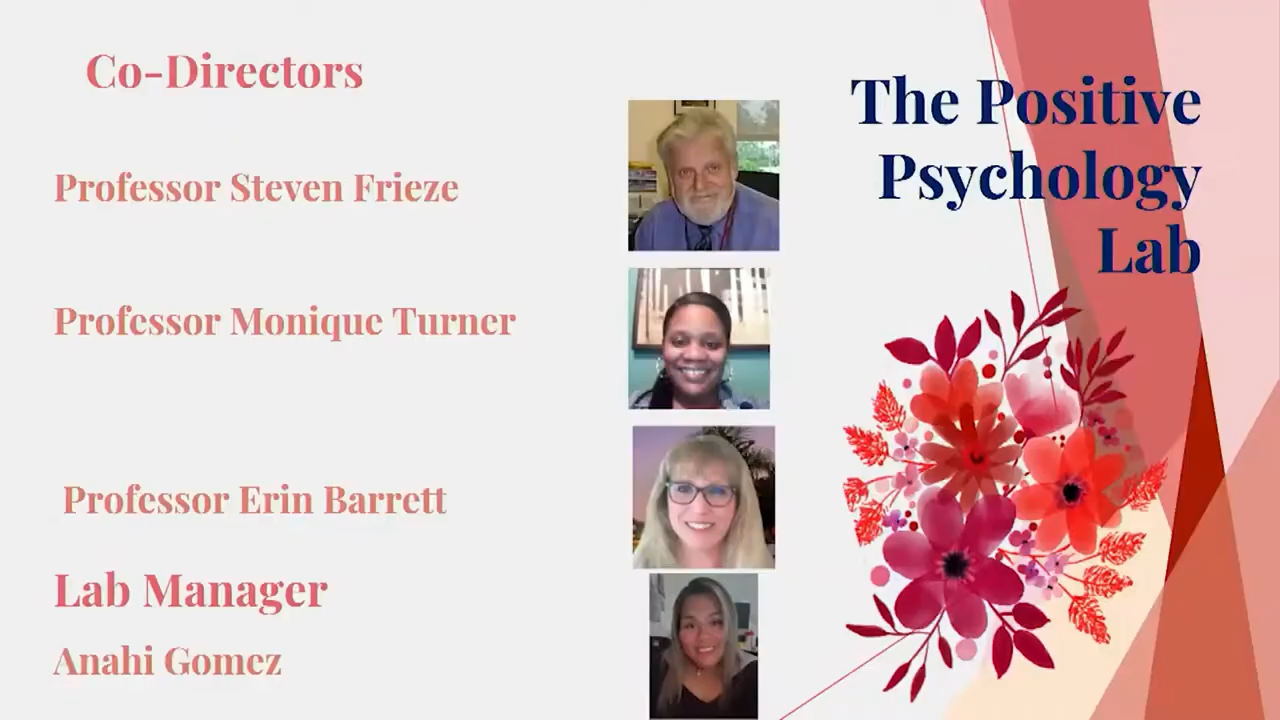 Co-Directors
Professor Steven Frieze
Professor Monique Turner
Professor Erin Barrett
Lab Manager
Anahi Gomez
The Positive
Psychology
Lab